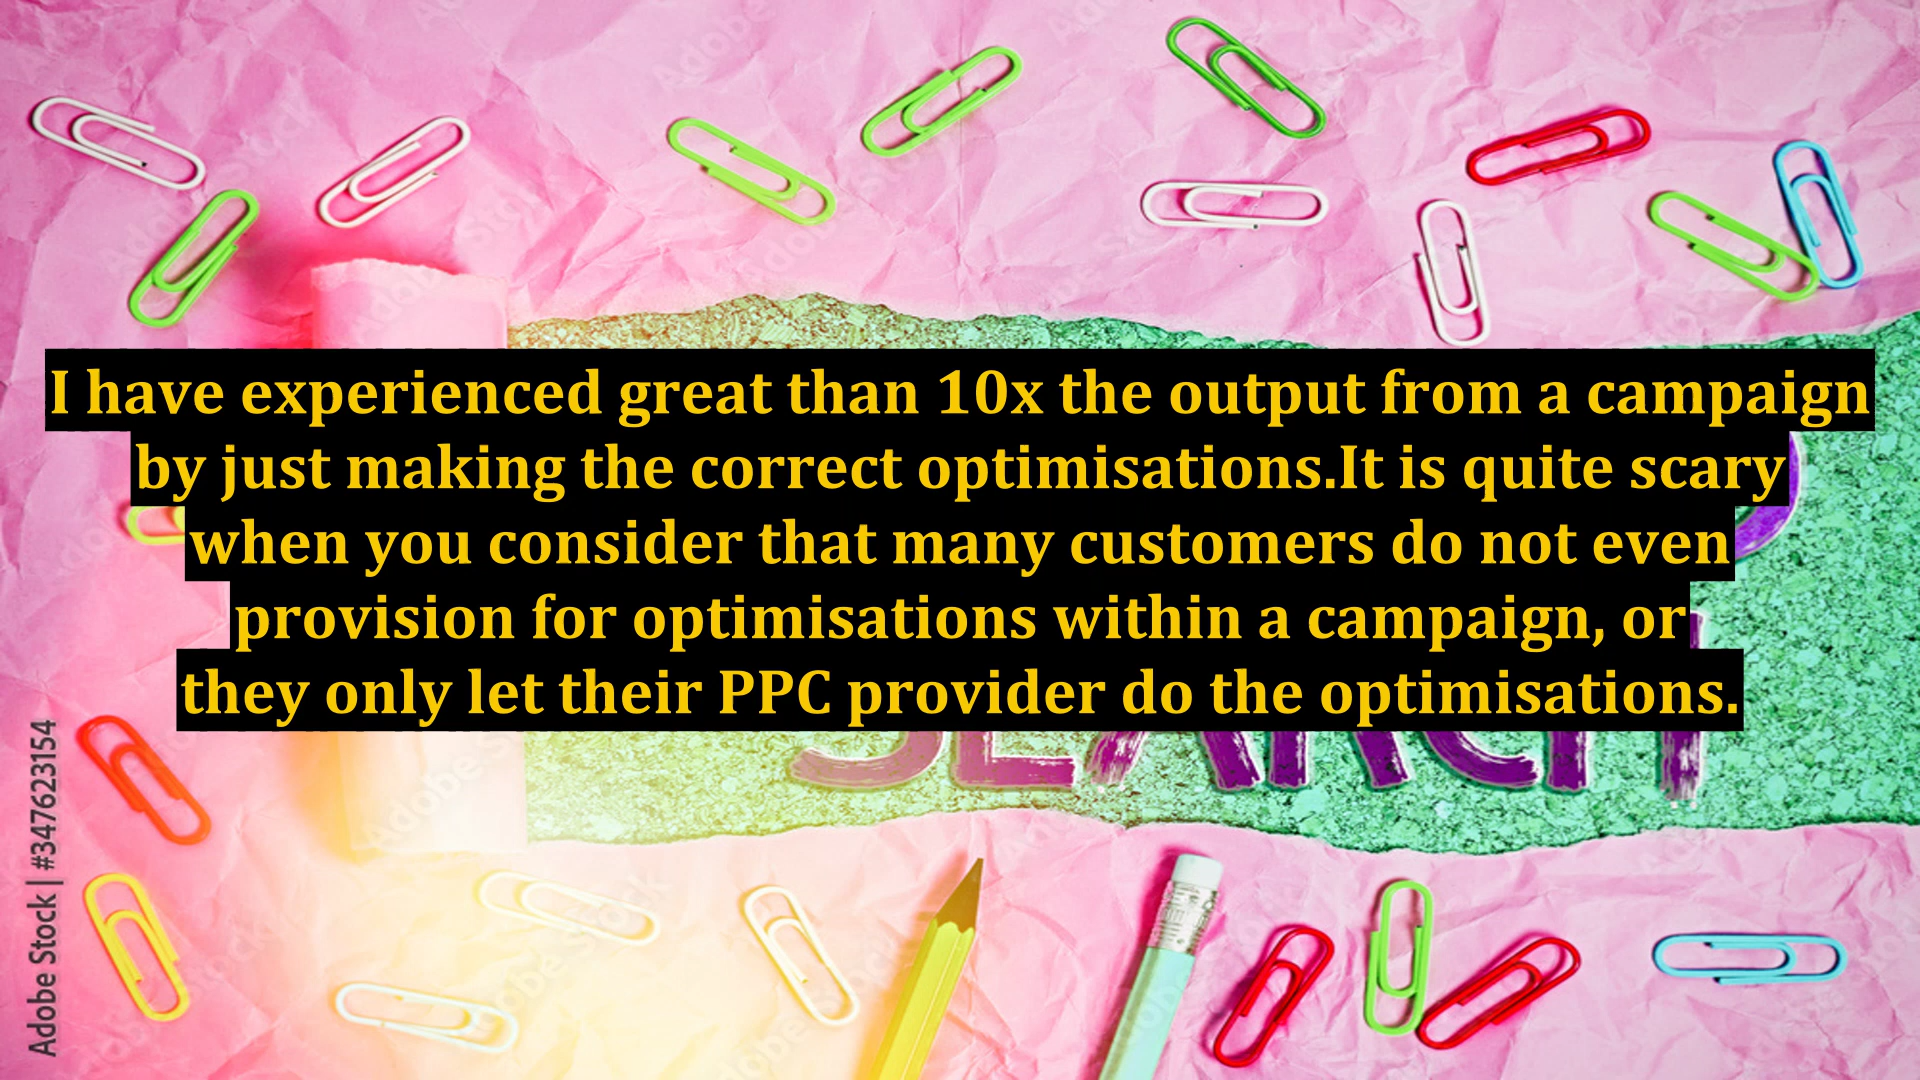 I have experienced great than 10x the output from a campaign
by just making the correct optimisations.It is quite scary
when you consider that many customers do not even
provision for optimisations within a campaign, or
they only let their PPC provider do the optimisations.
SEARCH
Adobe Stock | #347623154